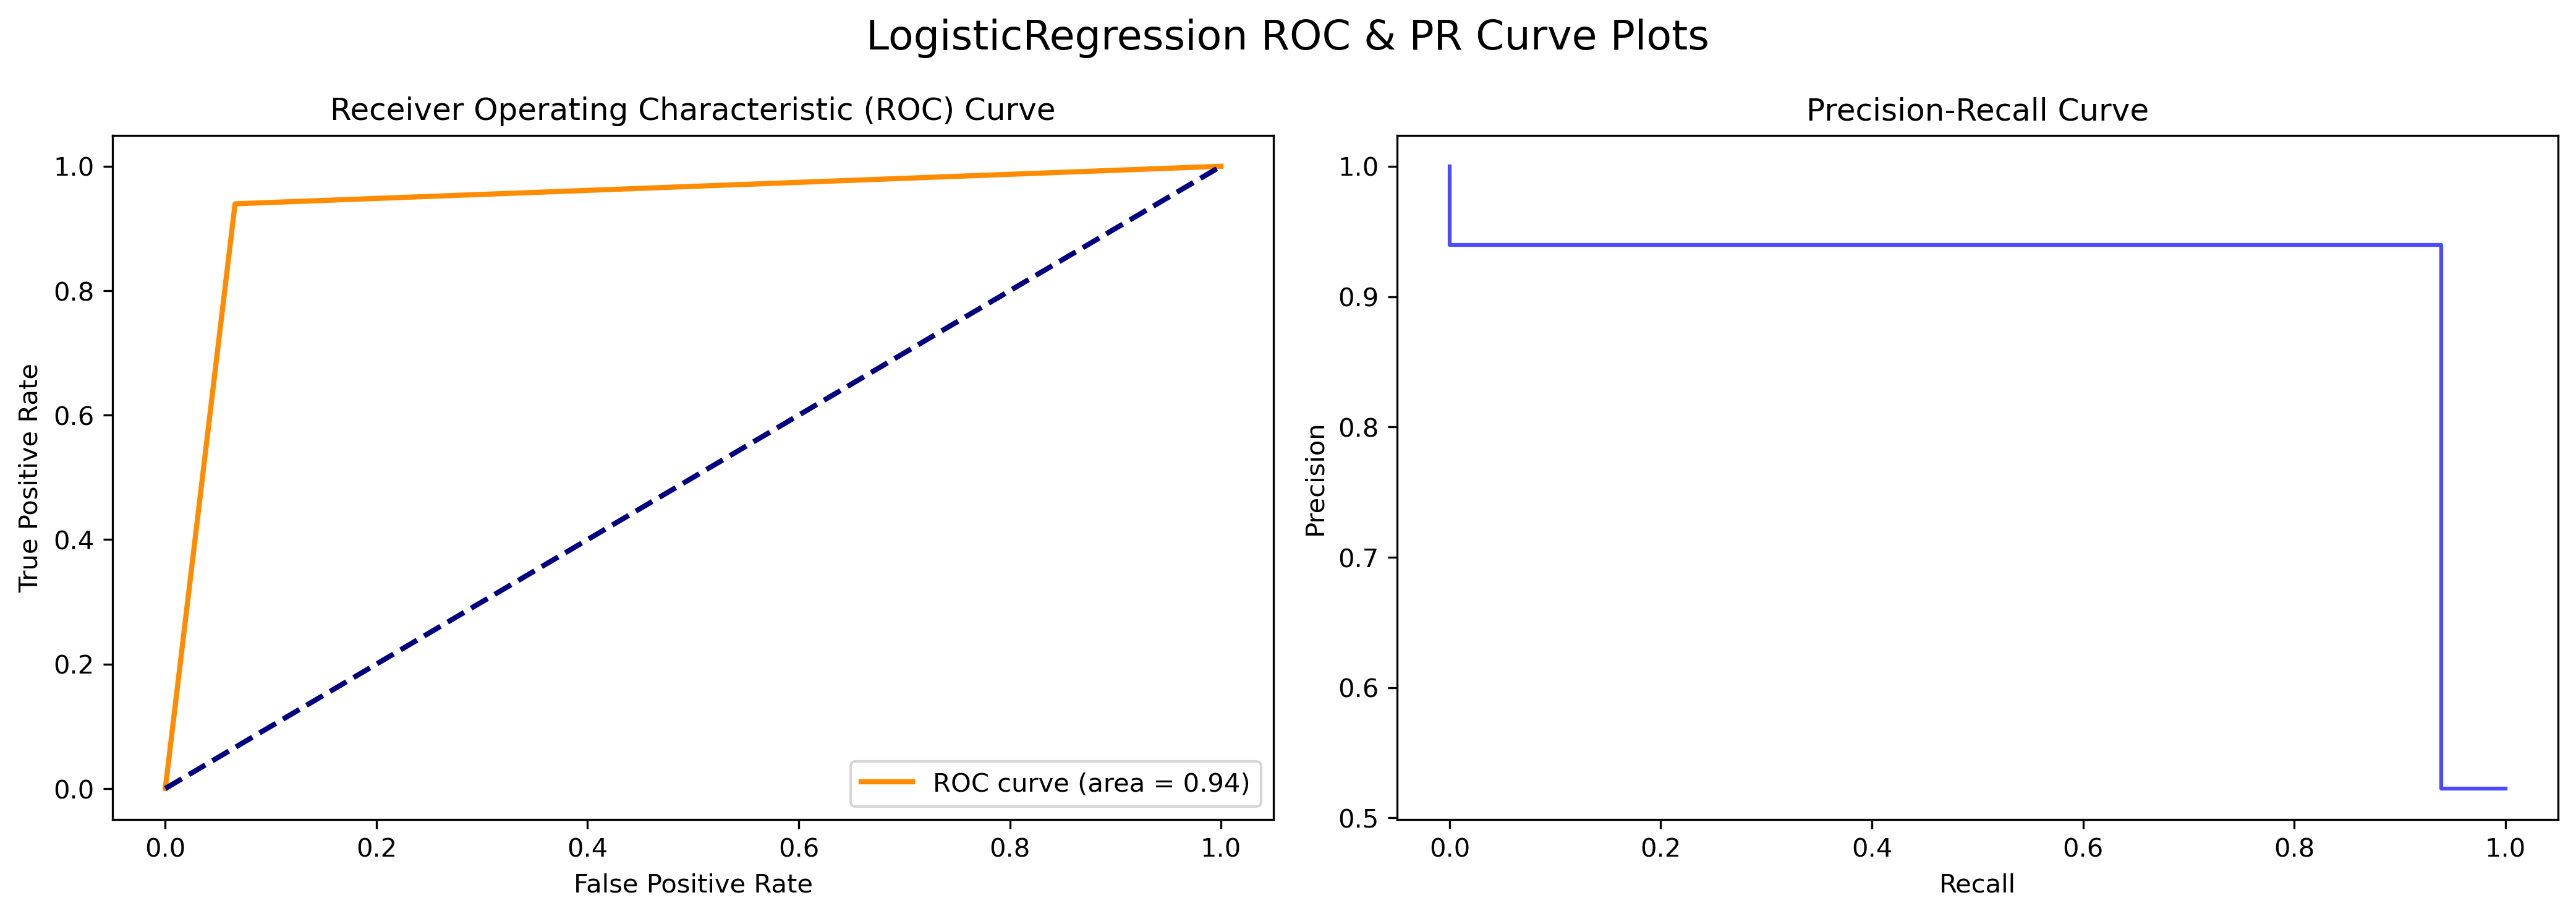 LogisticRegression ROC & PR Curve Plots
Receiver Operating Characteristic (ROC) Curve
1.0
0.8
0.6
0.4
0.2
0.0
True Positive Rate
ROC curve (area = 0.94)
0.0 0.2 0.4 0.6 0.8 1.0
False Positive Rate
Precision-Recall Curve
1.0
0.9
0.8
0.7
0.6
0.5
Precision
0.0 0.2 0.4 0.6 0.8 1.0
Recall